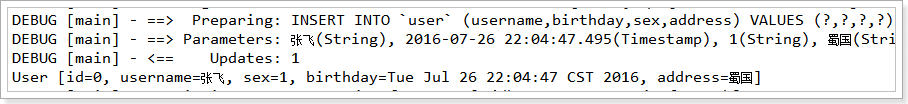 DEBUG [main] - ==>  Preparing: INSERT INTO `user` (username,birthday,sex,address) VALUES (?,?,?,?)
DEBUG [main] - ==> Parameters: 张飞(String), 2016-07-26 22:04:47.495(Timestamp), 1(String), 蜀国(Stri
DEBUG [main] - <==    Updates: 1
User [id=0, username=张飞, sex=1, birthday=Tue Jul 26 22:04:47 CST 2016, address=蜀国]